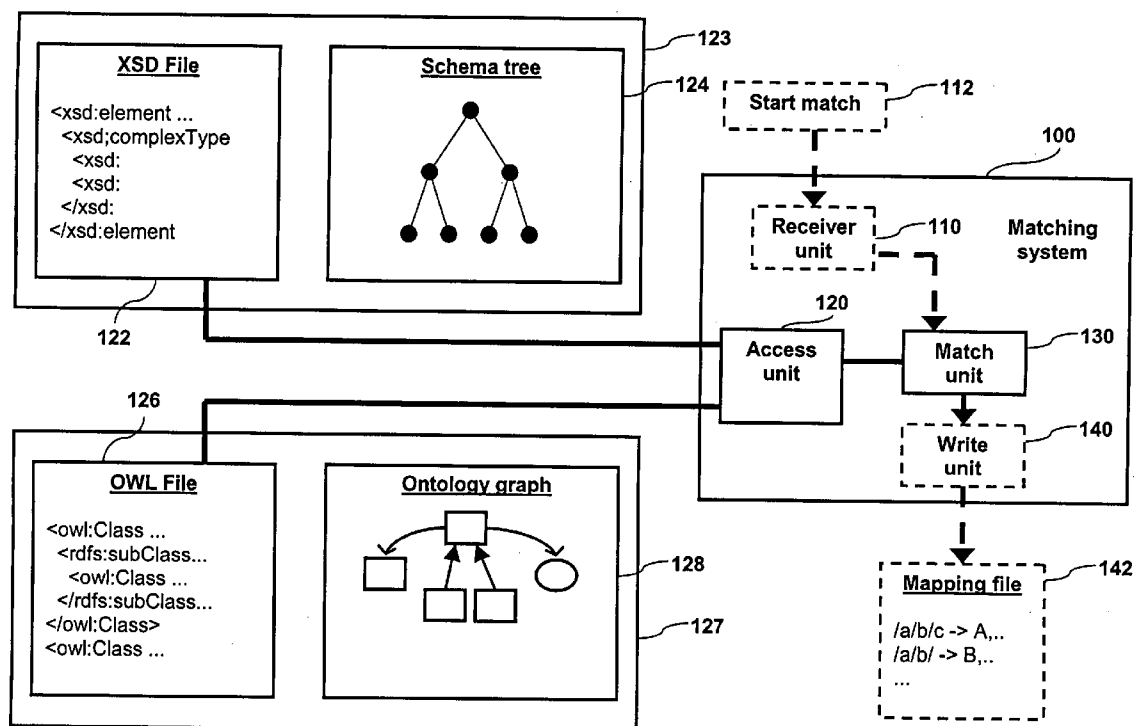 XSD File
<xsd:element ...
<xsd;complexType
<xsd:
<xsd:
</xsd:
</xsd:element
122
Schema tree
123
124
Start match
112
100
Receiver
unit
110
Matching
system
120
Access
unit
Match
unit
130
Write
unit
140
126
OWL File
<owl:Class ...
<rdfs:subClass...
<owl:Class ...
</rdfs:subClass...
</owl:Class>
<owl:Class ...
Ontology graph
128
127
Mapping file
/a/b/c -> A,..
/a/b/ -> B,..
...
142